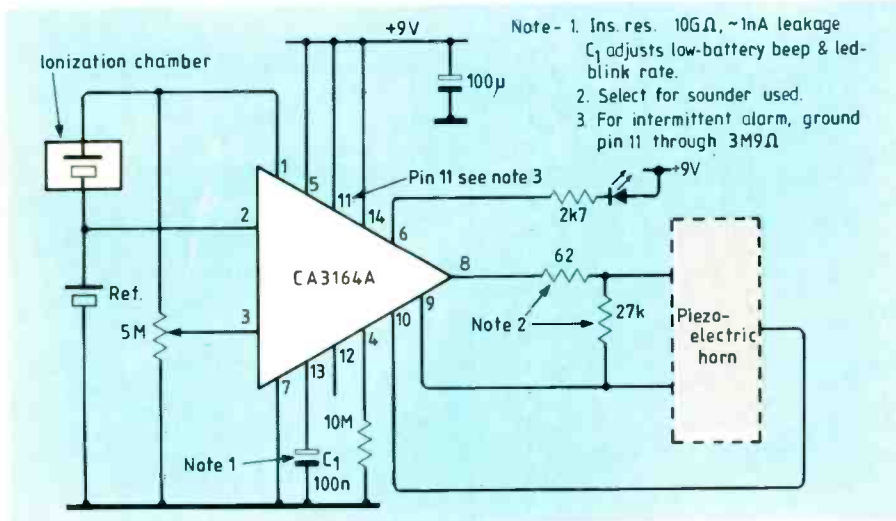 +9V
Note - 1. Ins. res. 10GΩ, ~1nA leakage
C1 adjusts low-battery beep & led-
blink rate.
2. Select for sounder used.
3. For intermittent alarm, ground
pin 11 through 3M9Ω
Ionization chamber
100µ
1
5
11
Pin 11 see note 3
14
+9V
2k7
6
2
CA3164A
8
62
Ref.
9
27k
Piezo-
electric
horn
Note 2
5M
3
10
4
12
13
7
10M
Note 1
C1
100n